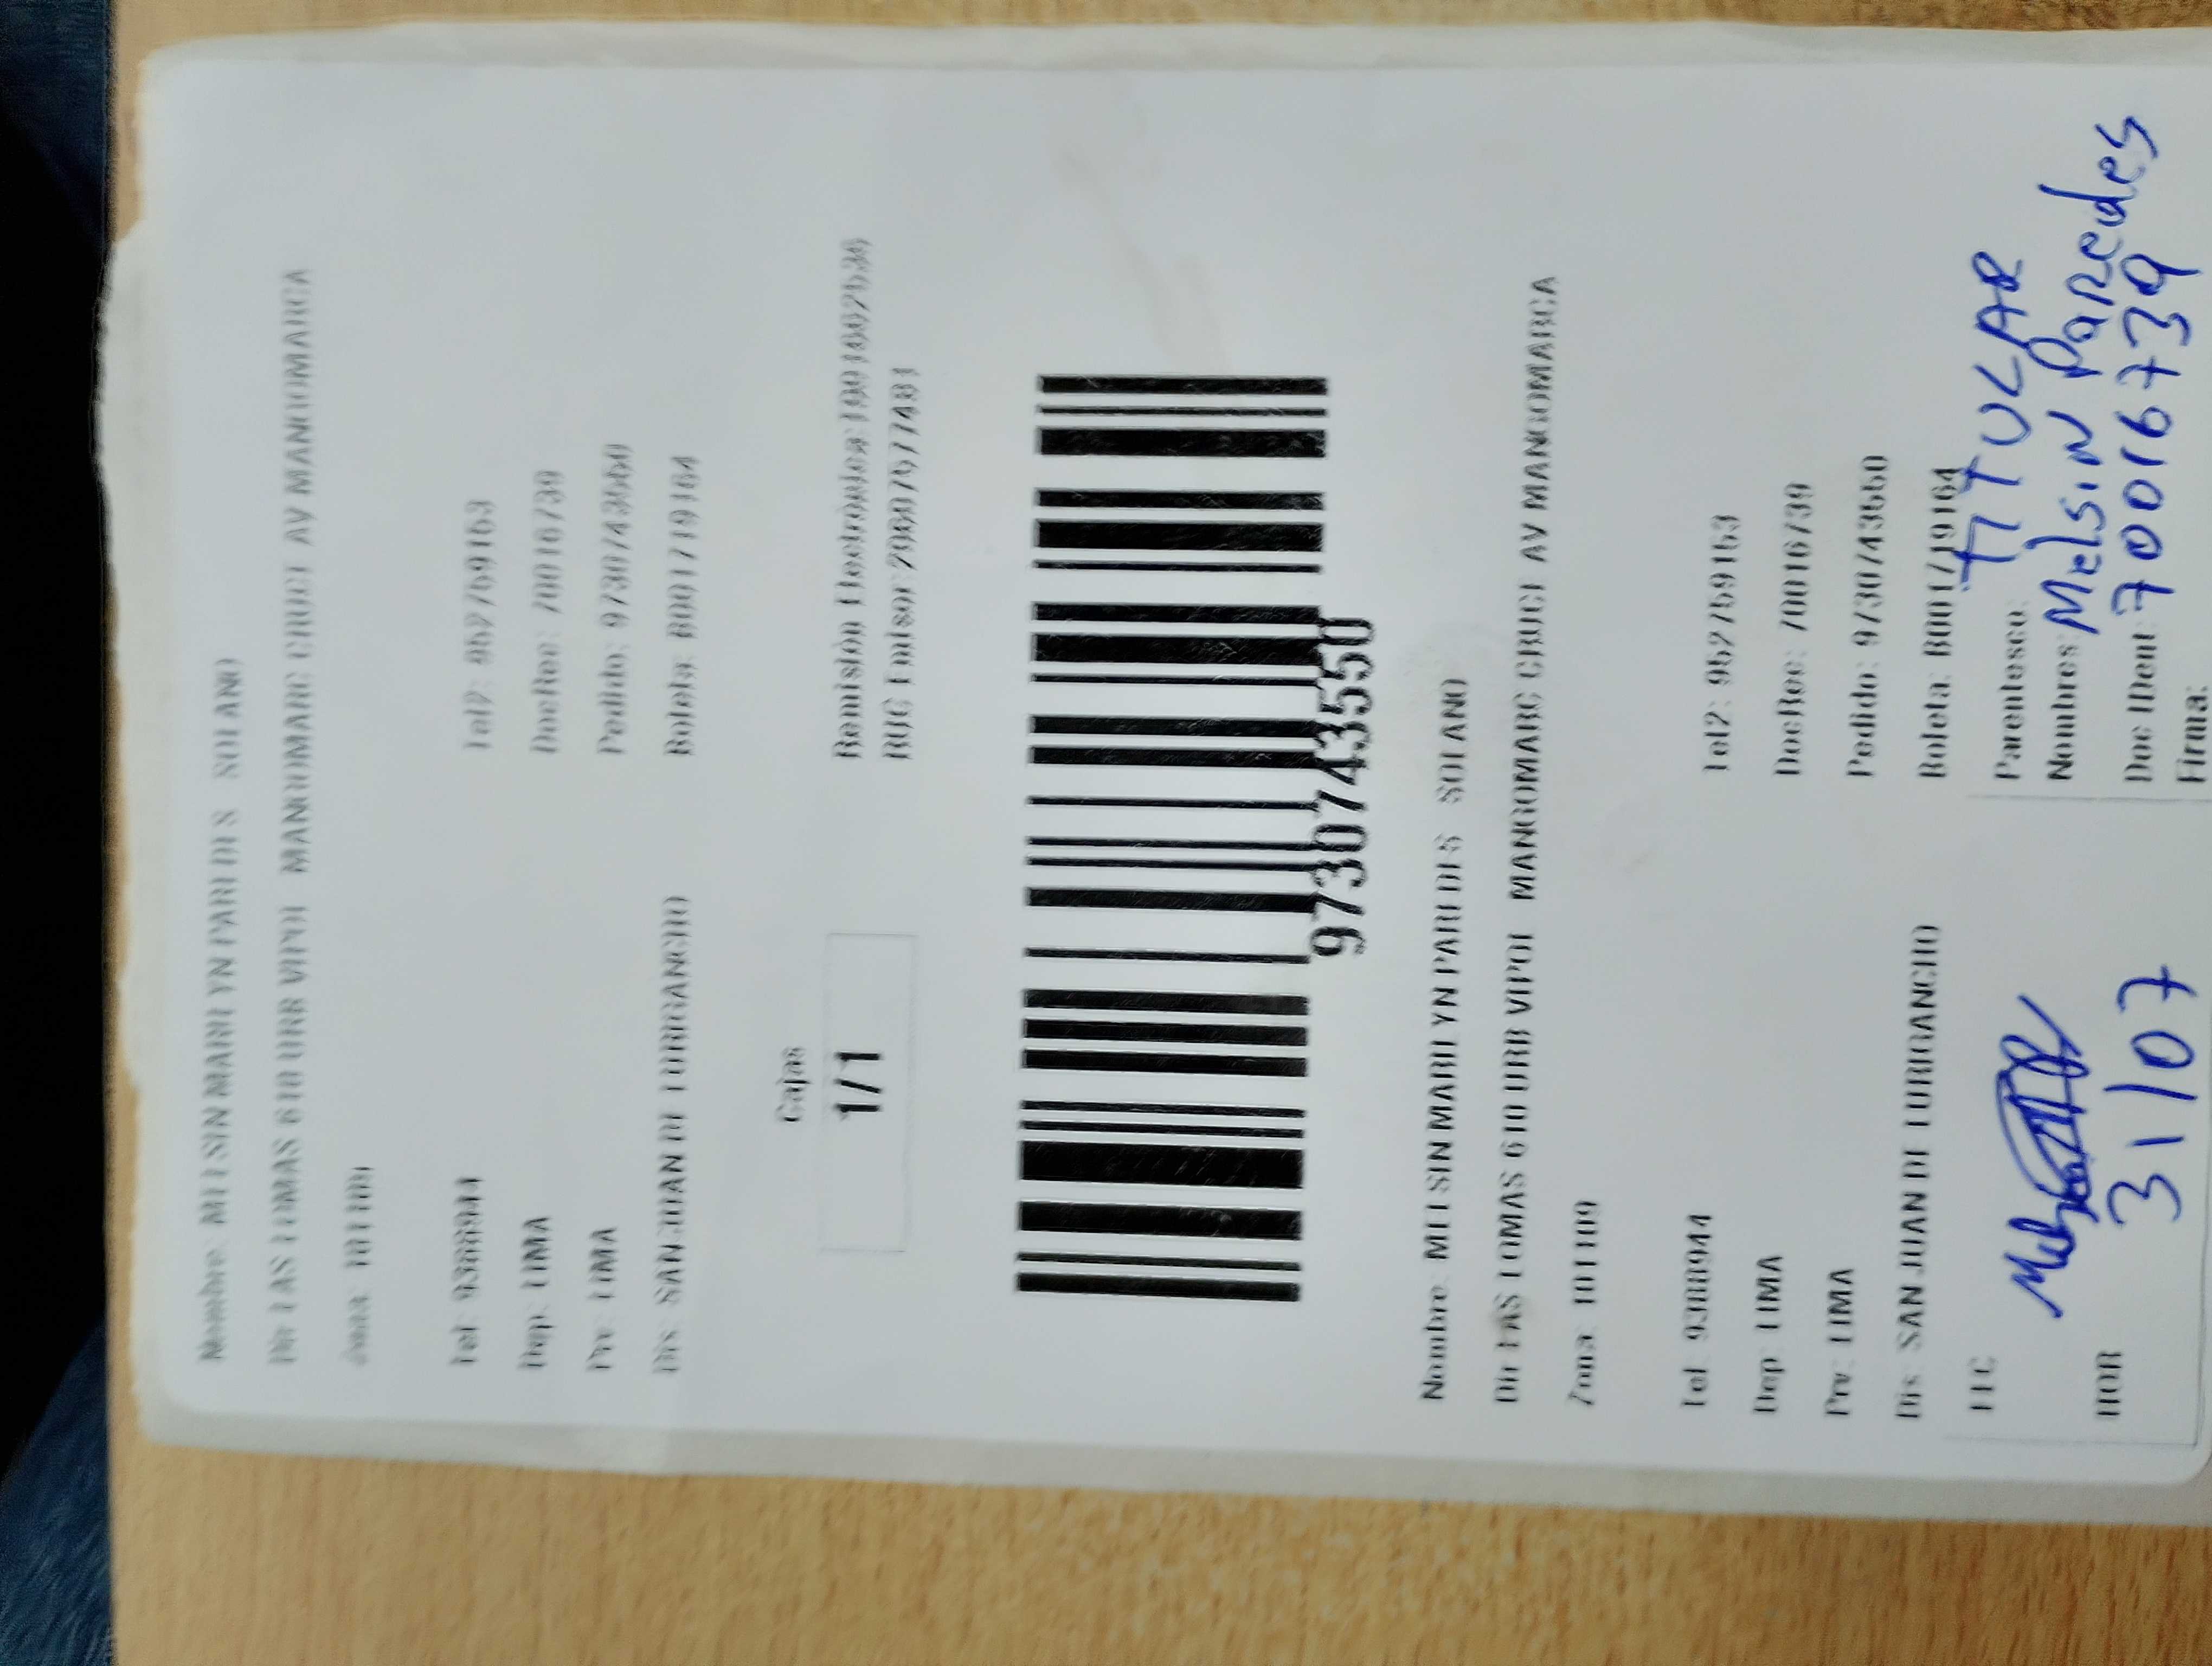 Nombre: MELSIN MARILYN PAREDES SOLANO
Dir: LAS LOMAS 610 URB VIPOL MANGOMARC CRUCE AV MANGOMARCA
Zona: 101109
Tel: 9388944 Tel2: 952759153
Dep: LIMA DocRec: 70016739
Prv: LIMA Pedido: 9730743550
Dis: SAN JUAN DE LURIGANCHO Boleta: B001719164
Cajas
1/1
Remisión Electrónica:
RUC Emisor:
9730743550
Nombre: MELSIN MARILYN PAREDES SOLANO
Dir: LAS LOMAS 610 URB VIPOL MANGOMARC CRUCE AV MANGOMARCA
Zona: 101109
Tel: 9388944 Tel2: 952759153
Dep: LIMA DocRec: 70016739
Prv: LIMA Pedido: 9730743550
Dis: SAN JUAN DE LURIGANCHO Boleta: B001719164
FEC Parentesco: TITULAR
Nombres: Melsin Paredes
HOR 31/07 Doc IDent: 70016739
Firma: